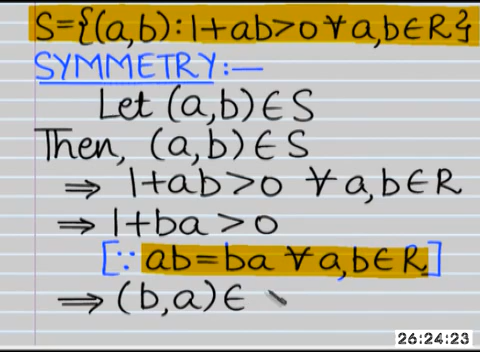 S={(a,b):1+ab>0 ∀ a,b∈R}
SYMMETRY:—
Let (a,b)∈S
Then, (a,b)∈S
⇒ 1+ab>0 ∀ a,b∈R
⇒ 1+ba>0
[∵ ab=ba ∀ a,b∈R]
⇒ (b,a)∈
26:24:23